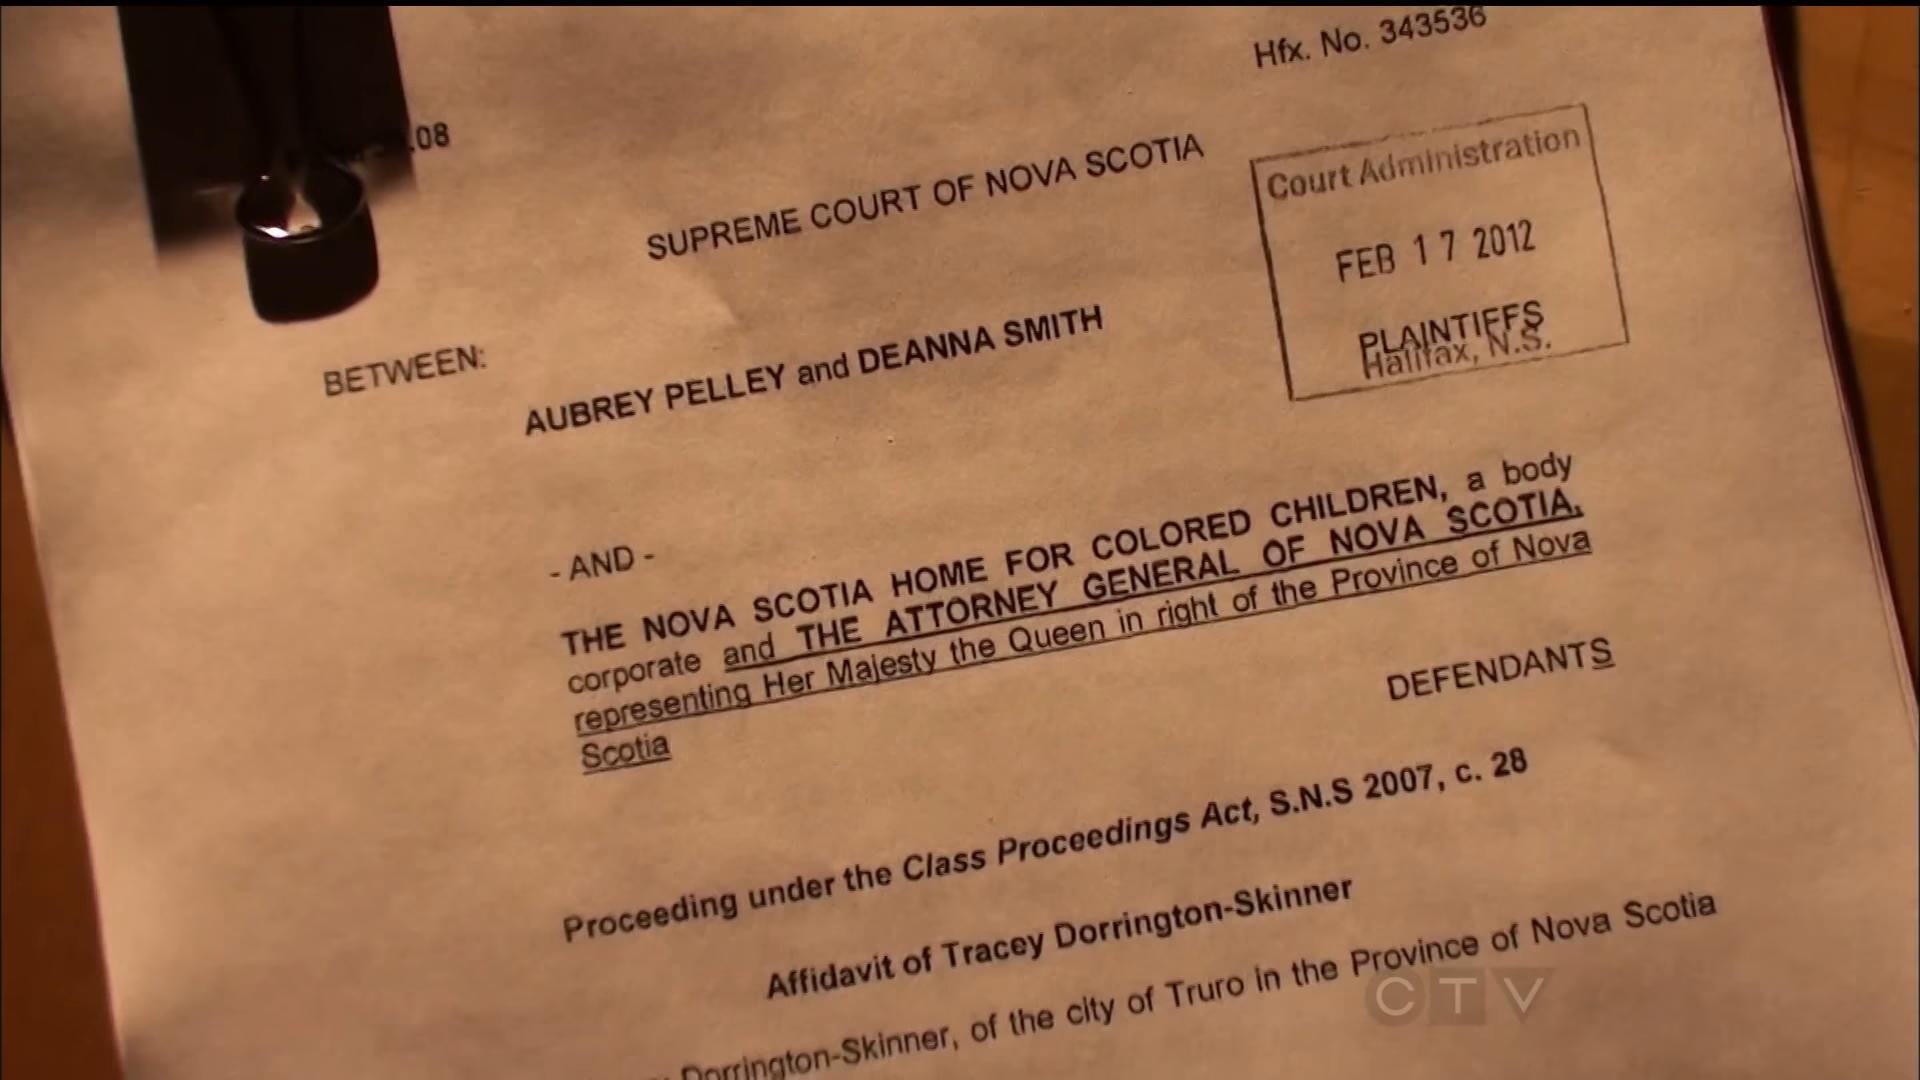 Hfx. No. 343536
.08
SUPREME COURT OF NOVA SCOTIA
Court Administration
FEB 17 2012
BETWEEN:
AUBREY PELLEY and DEANNA SMITH
PLAINTIFFS
Halifax, N.S.
- AND -
THE NOVA SCOTIA HOME FOR COLORED CHILDREN, a body
corporate and THE ATTORNEY GENERAL OF NOVA SCOTIA,
representing Her Majesty the Queen in right of the Province of Nova
Scotia
DEFENDANTS
Proceeding under the Class Proceedings Act, S.N.S 2007, c. 28
Affidavit of Tracey Dorrington-Skinner
Dorrington-Skinner, of the city of Truro in the Province of Nova Scotia
CTV